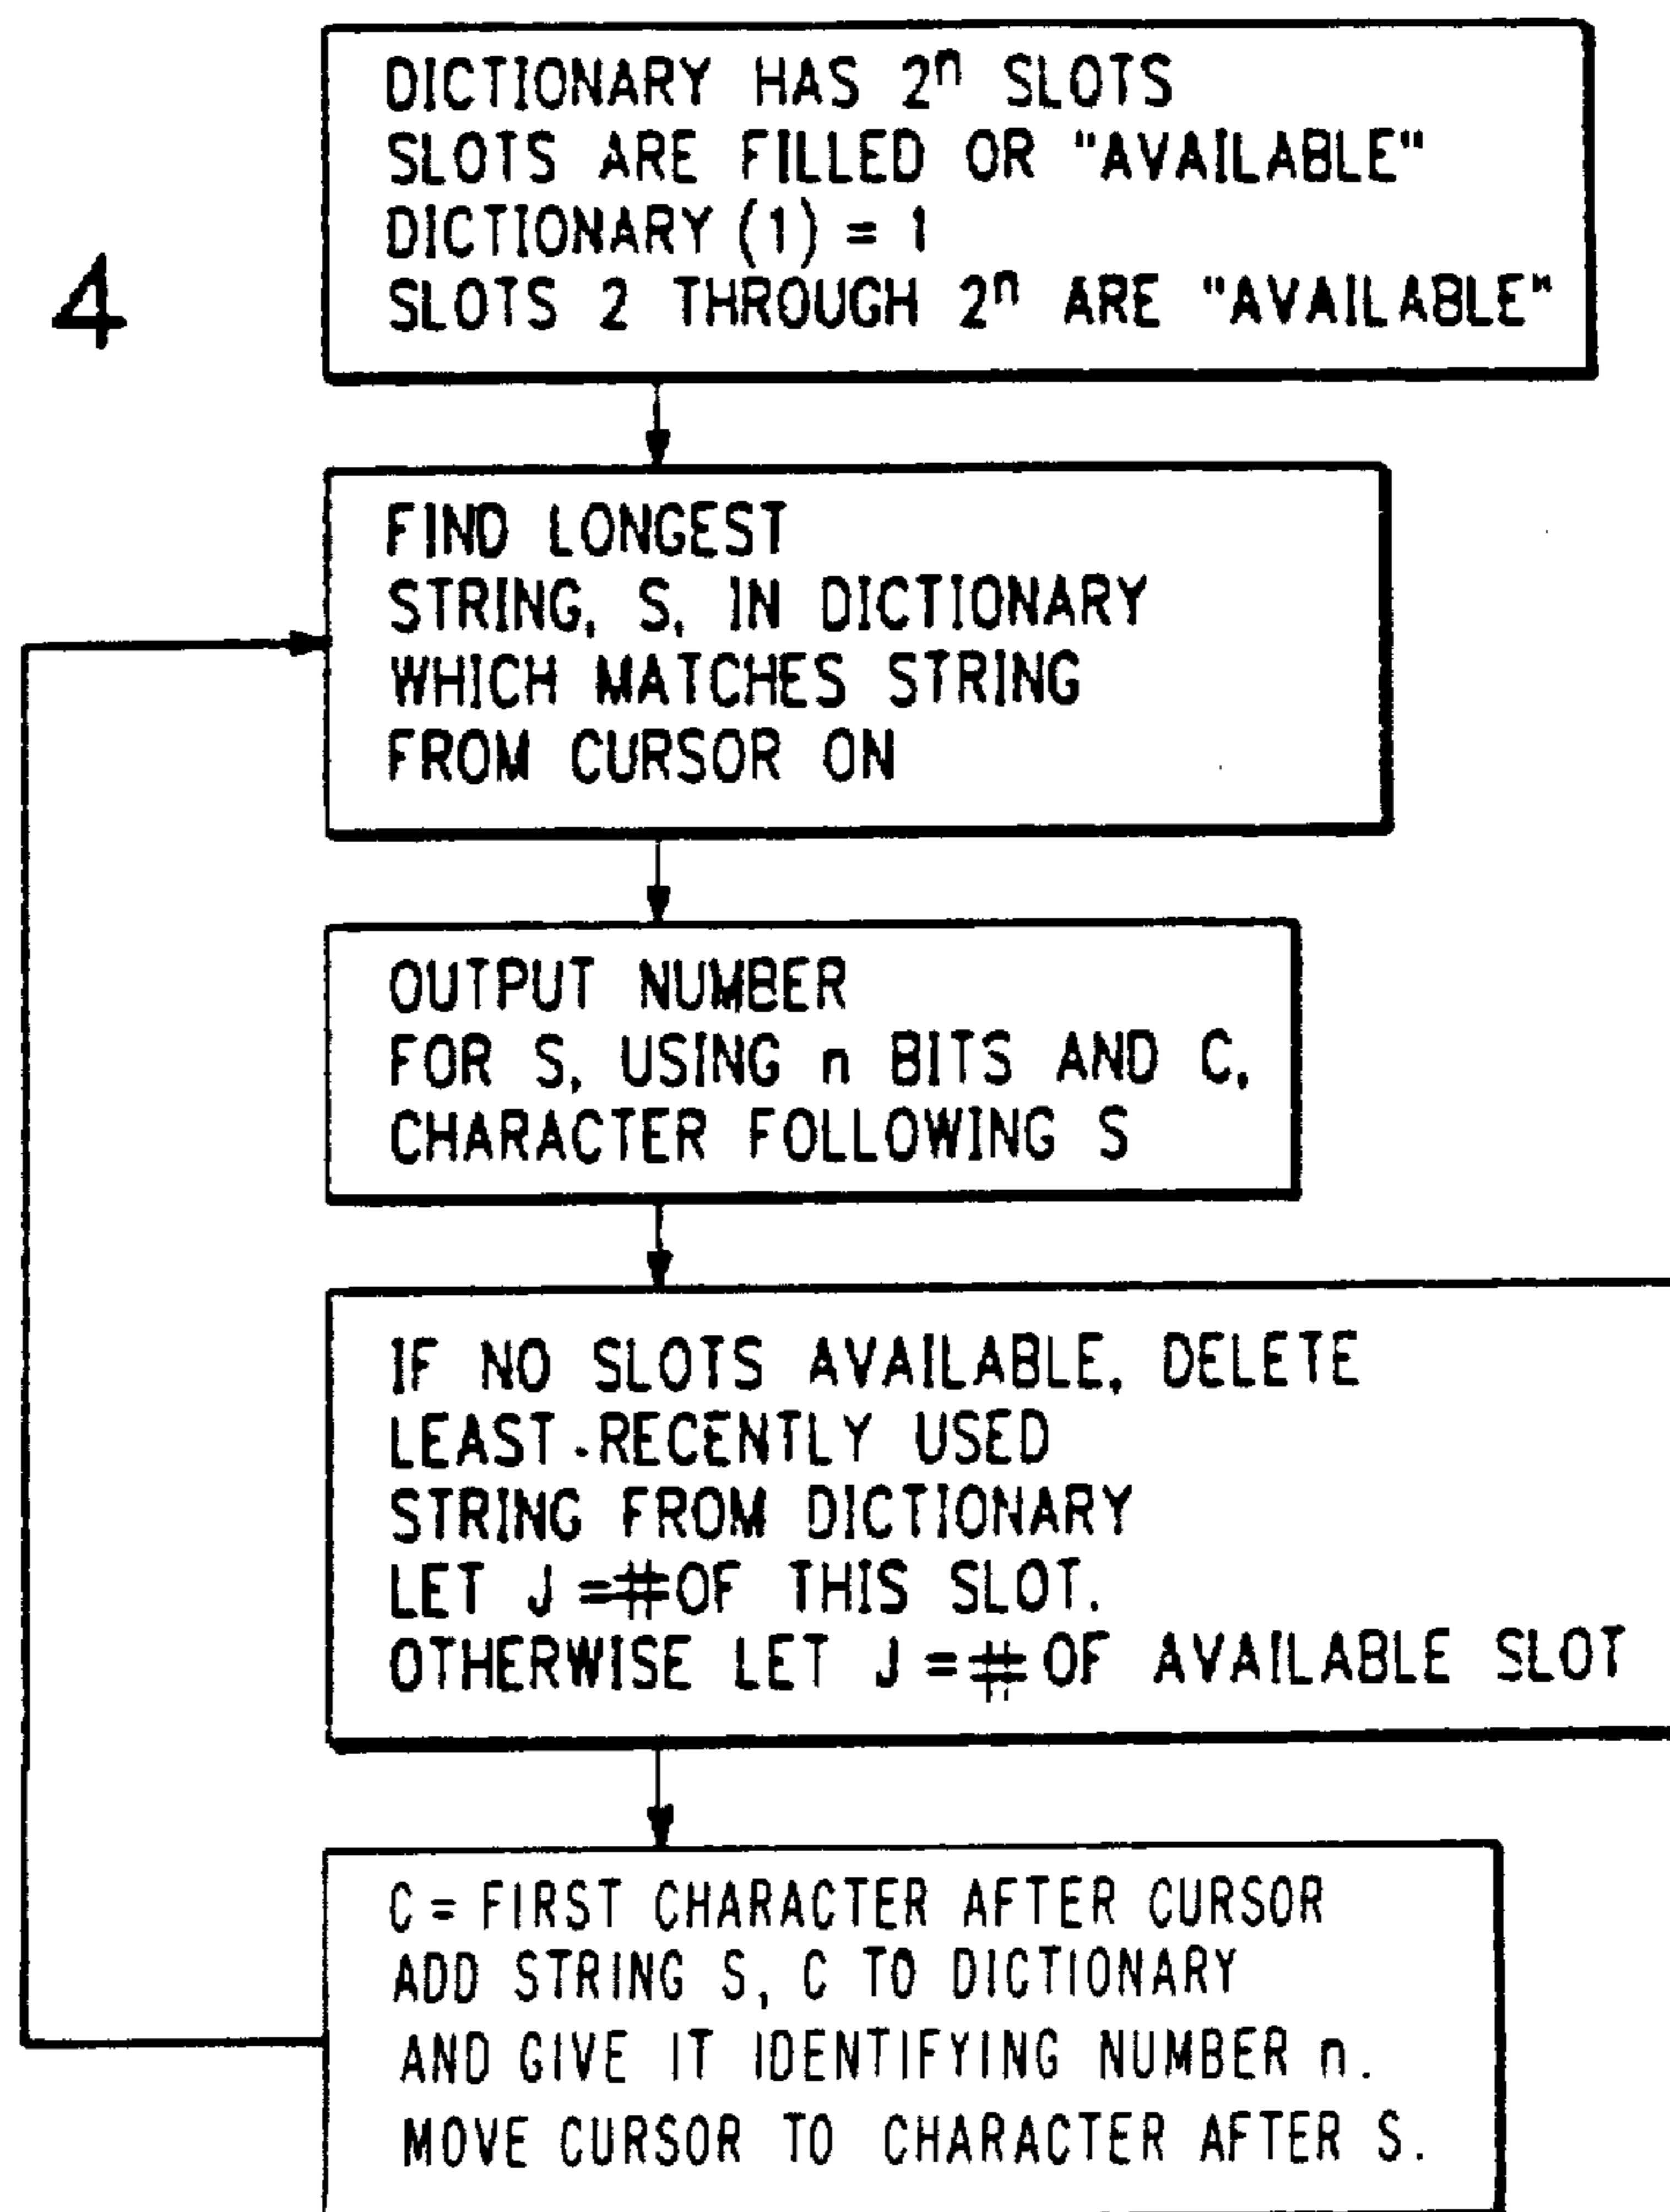 4
DICTIONARY HAS 2ⁿ SLOTS
SLOTS ARE FILLED OR "AVAILABLE"
DICTIONARY (1) = 1
SLOTS 2 THROUGH 2ⁿ ARE "AVAILABLE"
FIND LONGEST
STRING, S, IN DICTIONARY
WHICH MATCHES STRING
FROM CURSOR ON
OUTPUT NUMBER
FOR S, USING n BITS AND C,
CHARACTER FOLLOWING S
IF NO SLOTS AVAILABLE, DELETE
LEAST-RECENTLY USED
STRING FROM DICTIONARY
LET J = # OF THIS SLOT.
OTHERWISE LET J = # OF AVAILABLE SLOT
C = FIRST CHARACTER AFTER CURSOR
ADD STRING S, C TO DICTIONARY
AND GIVE IT IDENTIFYING NUMBER n.
MOVE CURSOR TO CHARACTER AFTER S.